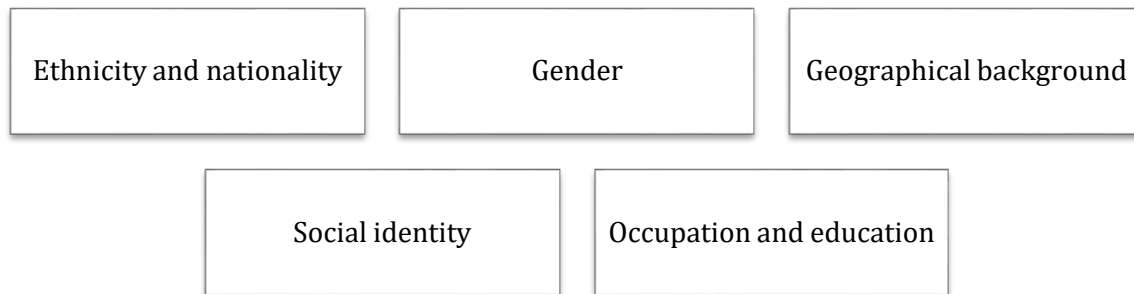 Ethnicity and nationality
Gender
Geographical background
Social identity
Occupation and education